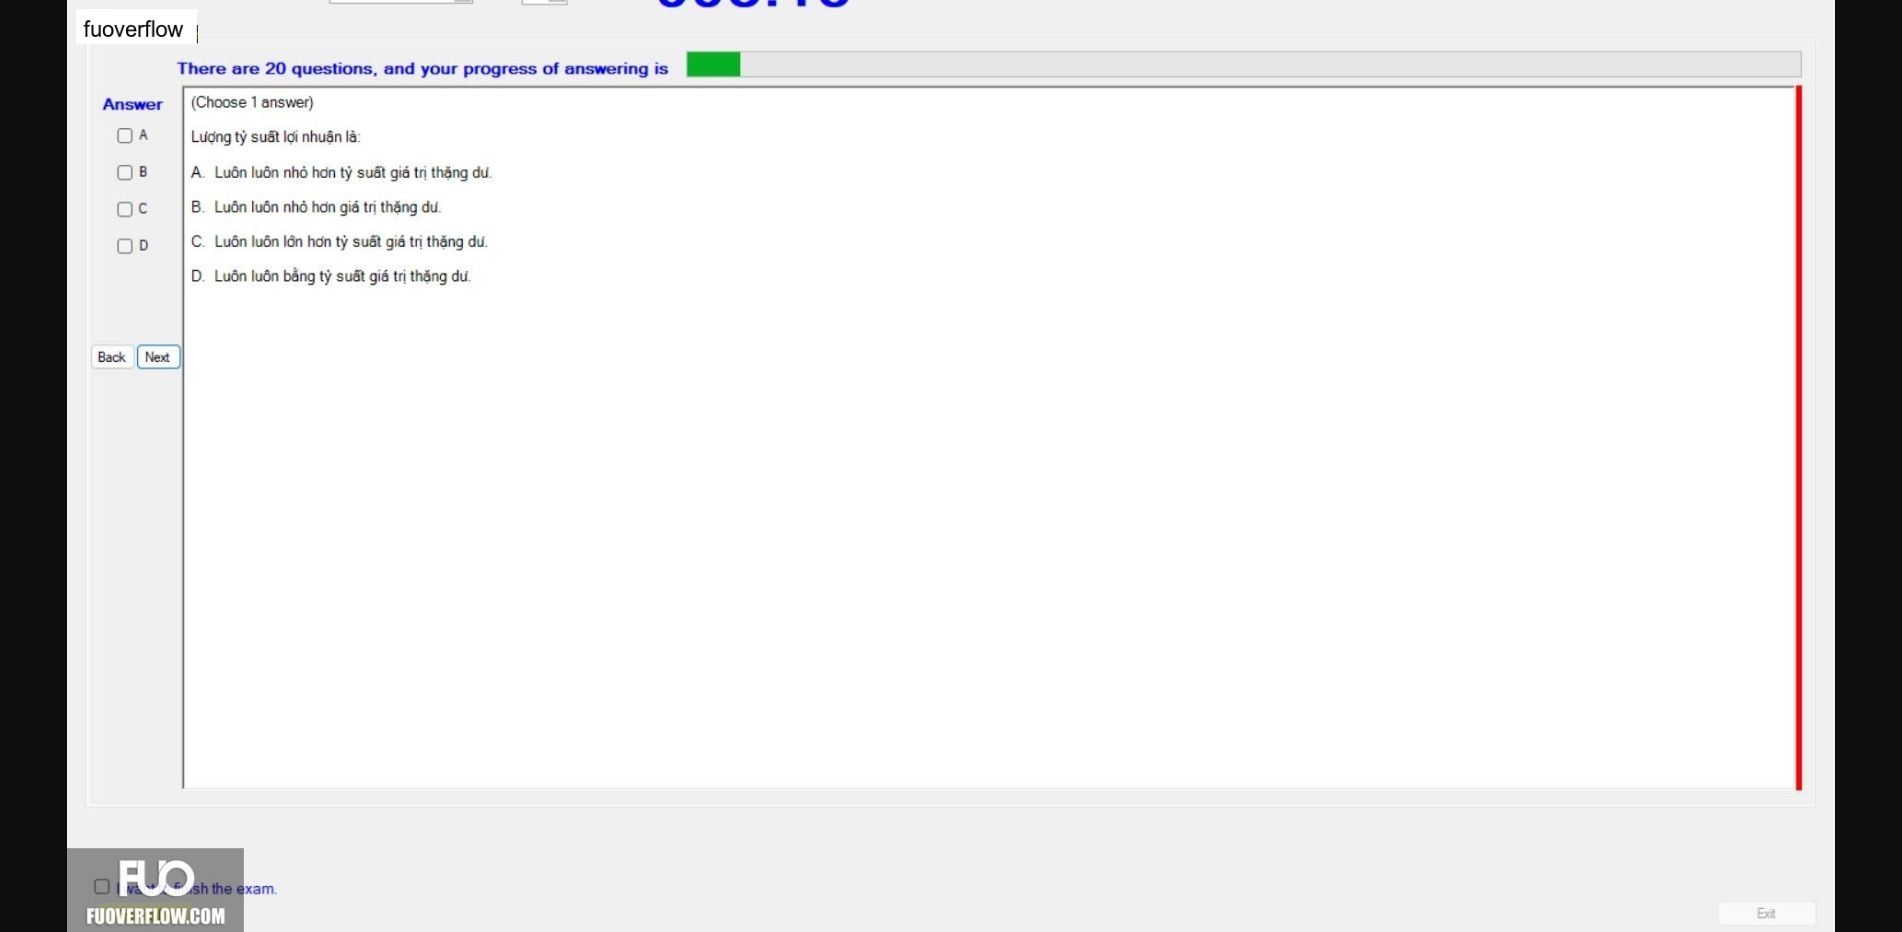 fuoverflow
There are 20 questions, and your progress of answering is
Answer
(Choose 1 answer)
A
Lượng tỷ suất lợi nhuận là:
B
A. Luôn luôn nhỏ hơn tỷ suất giá trị thặng dư.
C
B. Luôn luôn nhỏ hơn giá trị thặng dư.
D
C. Luôn luôn lớn hơn tỷ suất giá trị thặng dư.
D. Luôn luôn bằng tỷ suất giá trị thặng dư.
Back Next
FUO
finish the exam.
FUOVERFLOW.COM
Exit